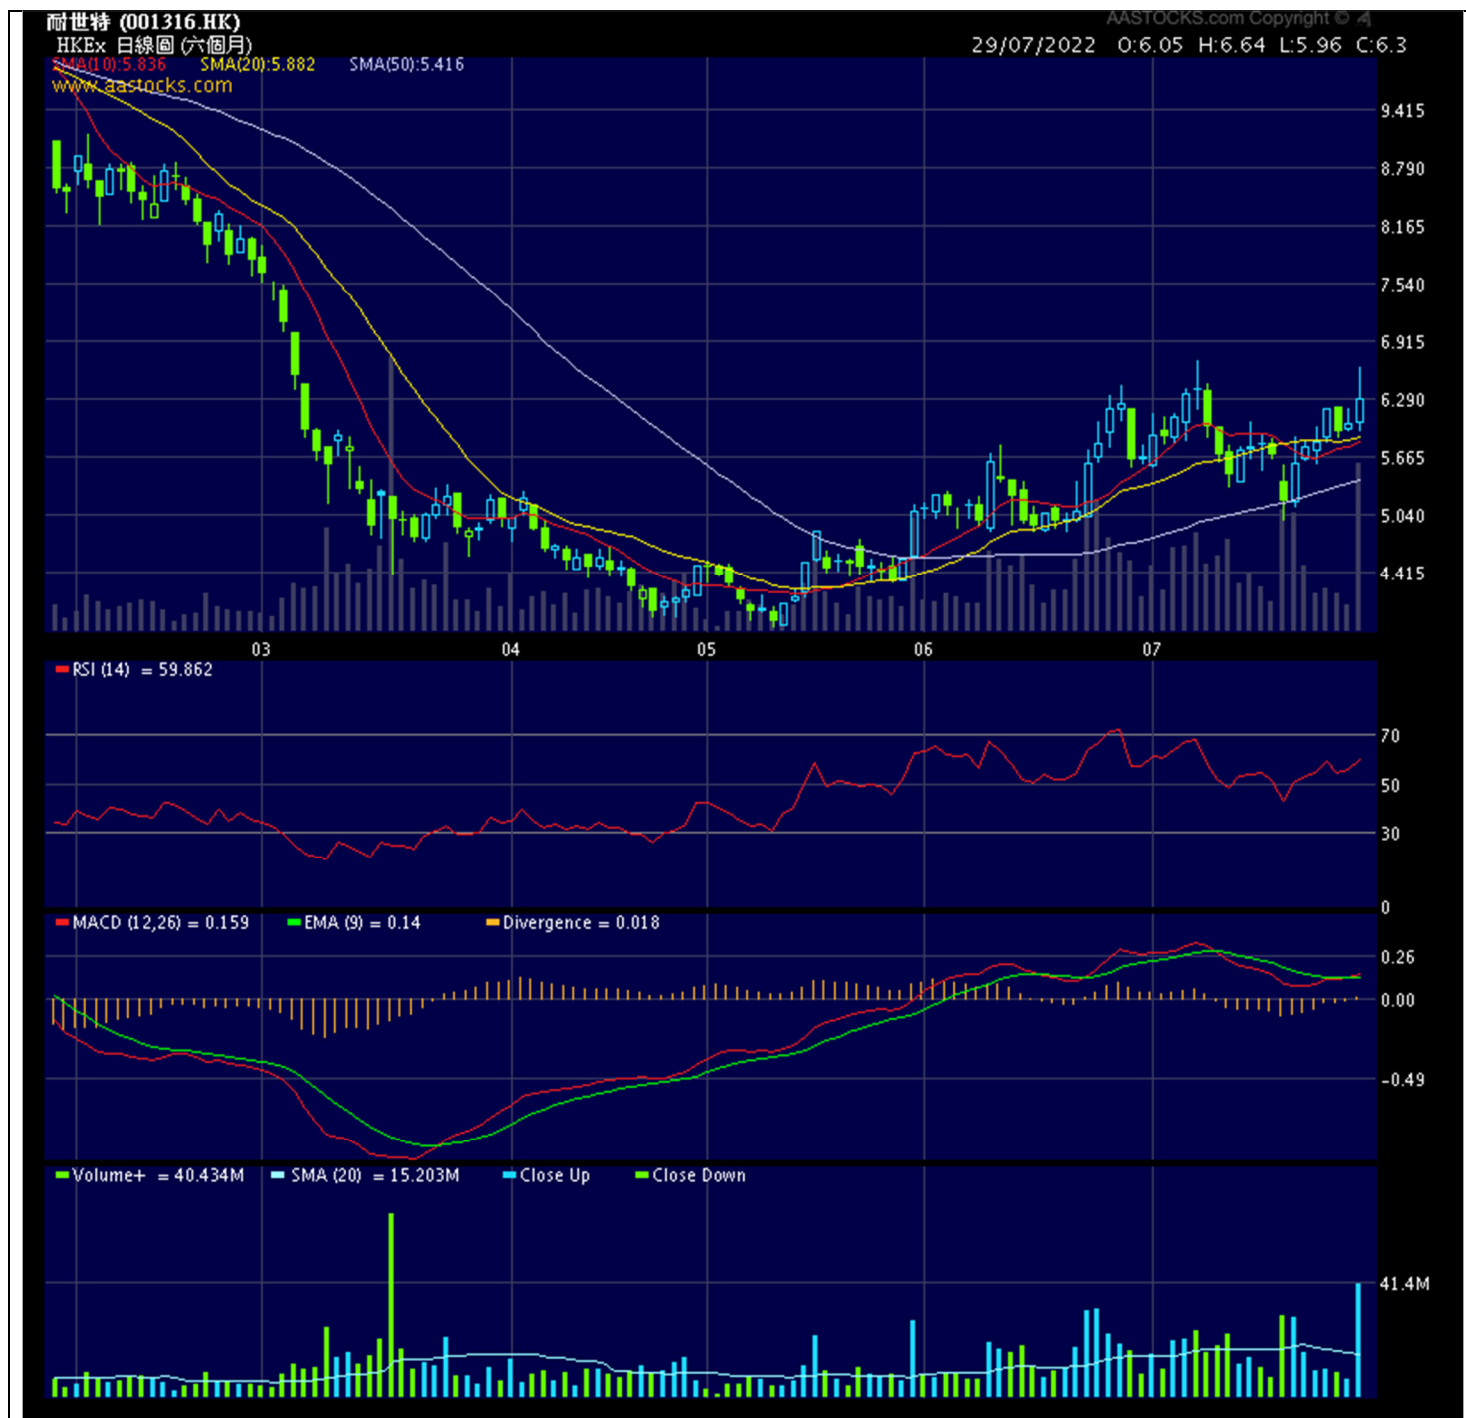 耐世特 (001316.HK)
AASTOCKS.com Copyright ©
HKEx 日線圖 (六個月)
29/07/2022 O:6.05 H:6.64 L:5.96 C:6.3
SMA(10):5.836 SMA(20):5.882 SMA(50):5.416
www.aastocks.com
9.415
8.790
8.165
7.540
6.915
6.290
5.665
5.040
4.415
03 04 05 06 07
RSI (14) = 59.862
70
50
30
0
MACD (12,26) = 0.159 EMA (9) = 0.14 Divergence = 0.018
0.26
0.00
-0.49
Volume+ = 40.434M SMA (20) = 15.203M Close Up Close Down
41.4M